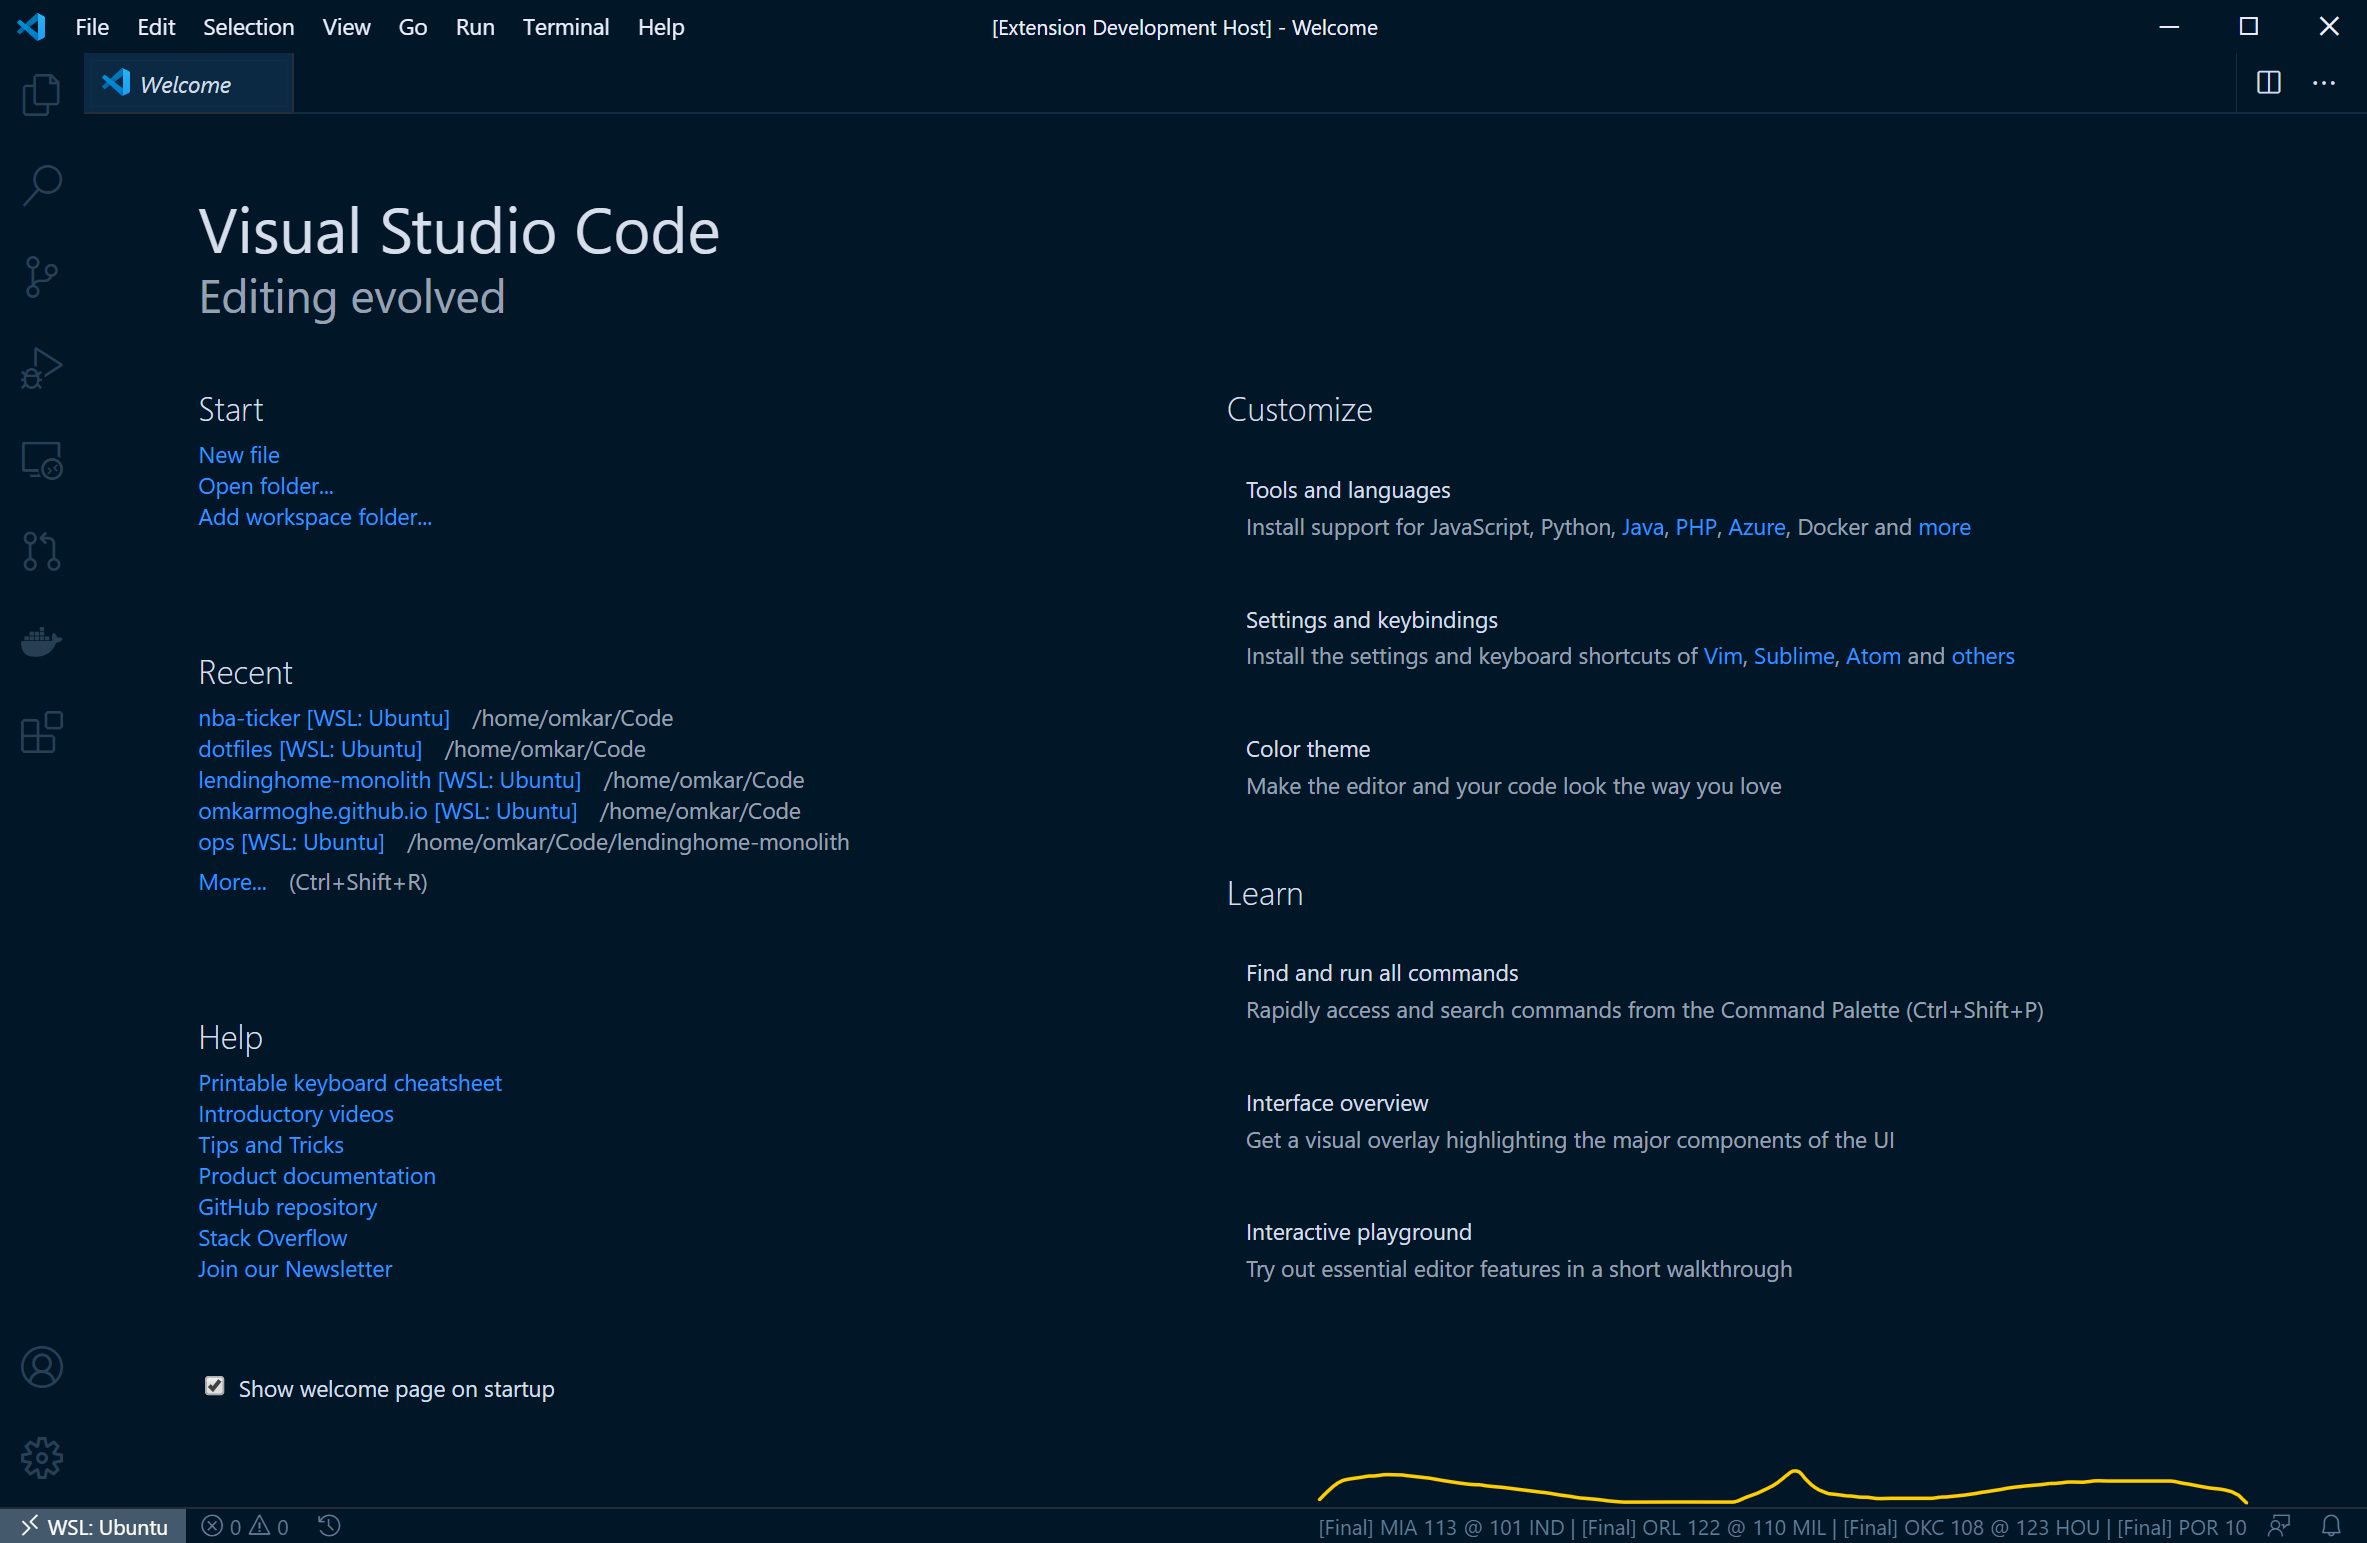 File Edit Selection View Go Run Terminal Help
[Extension Development Host] - Welcome
Welcome
Visual Studio Code
Editing evolved
Start
New file
Open folder...
Add workspace folder...
Recent
nba-ticker [WSL: Ubuntu] /home/omkar/Code
dotfiles [WSL: Ubuntu] /home/omkar/Code
lendinghome-monolith [WSL: Ubuntu] /home/omkar/Code
omkarmoghe.github.io [WSL: Ubuntu] /home/omkar/Code
ops [WSL: Ubuntu] /home/omkar/Code/lendinghome-monolith
More... (Ctrl+Shift+R)
Help
Printable keyboard cheatsheet
Introductory videos
Tips and Tricks
Product documentation
GitHub repository
Stack Overflow
Join our Newsletter
Show welcome page on startup
Customize
Tools and languages
Install support for JavaScript, Python, Java, PHP, Azure, Docker and more
Settings and keybindings
Install the settings and keyboard shortcuts of Vim, Sublime, Atom and others
Color theme
Make the editor and your code look the way you love
Learn
Find and run all commands
Rapidly access and search commands from the Command Palette (Ctrl+Shift+P)
Interface overview
Get a visual overlay highlighting the major components of the UI
Interactive playground
Try out essential editor features in a short walkthrough
WSL: Ubuntu 0 0
[Final] MIA 113 @ 101 IND | [Final] ORL 122 @ 110 MIL | [Final] OKC 108 @ 123 HOU | [Final] POR 10